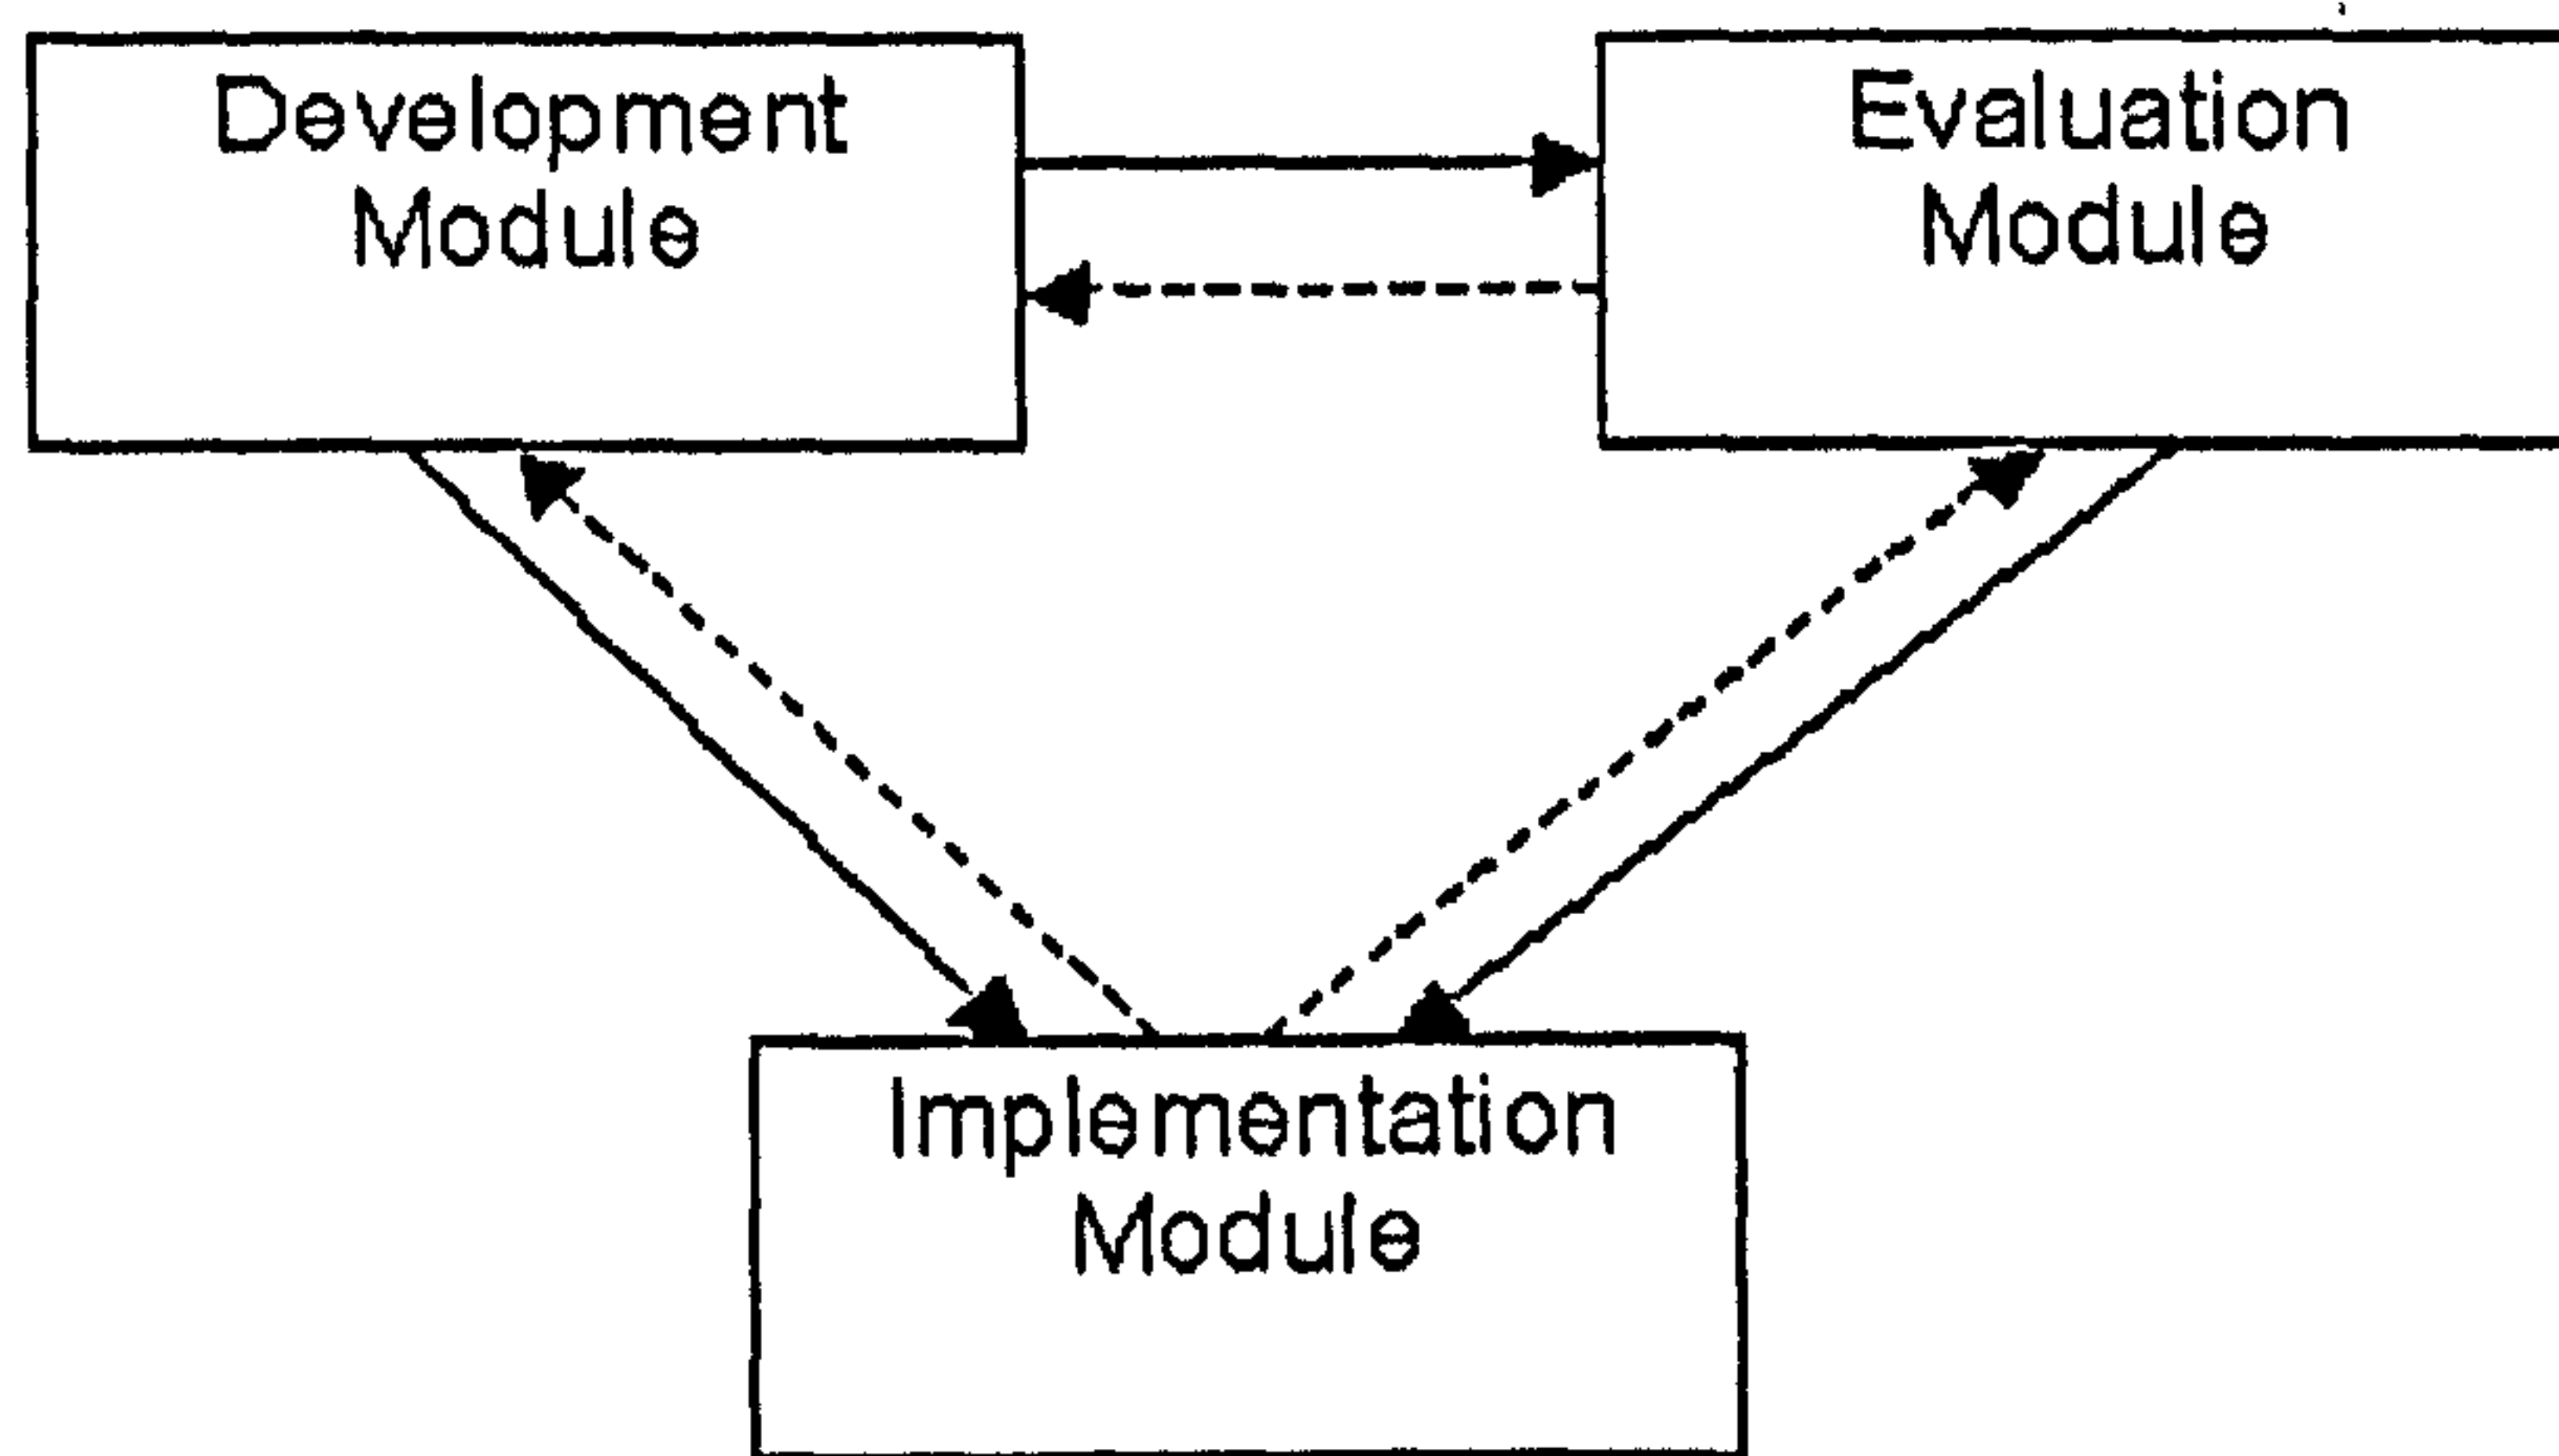 Development
Module
Evaluation
Module
Implementation
Module